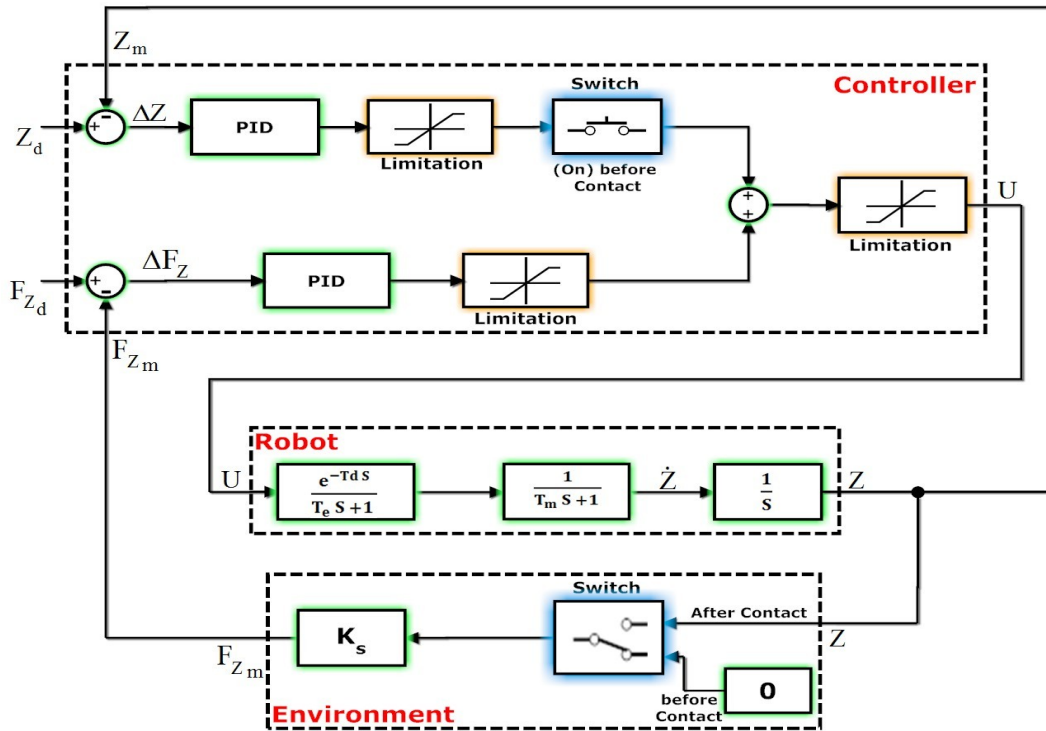 Zm
Controller
Switch
ΔZ
PID
Limitation
(On) before
Contact
Zd
+
-
+
+
U
Limitation
ΔFZ
PID
Limitation
+
-
FZd
FZm
Robot
U
e^-Td S
Te S +1
1
Tm S +1
Ż
1
S
Z
Switch
After Contact
Z
Ks
FZm
0
before
Contact
Environment